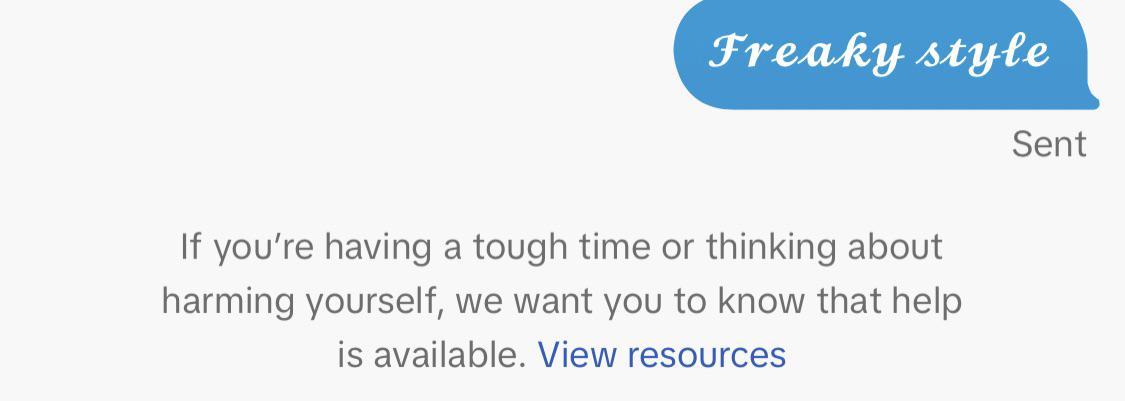 𝓕𝓻𝓮𝓪𝓴𝔂 𝓼𝓽𝔂𝓵𝓮
Sent
If you’re having a tough time or thinking about
harming yourself, we want you to know that help
is available. View resources